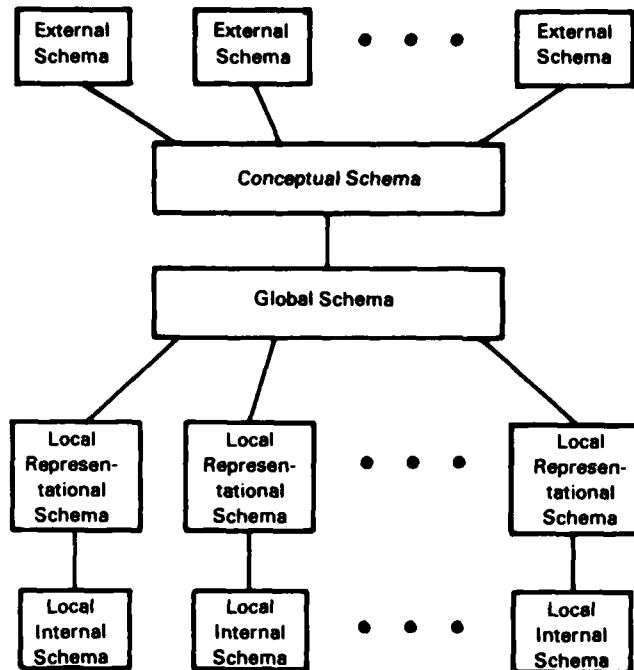 External
Schema
External
Schema
External
Schema
Conceptual Schema
Global Schema
Local
Represen-
tational
Schema
Local
Represen-
tational
Schema
Local
Represen-
tational
Schema
Local
Internal
Schema
Local
Internal
Schema
Local
Internal
Schema